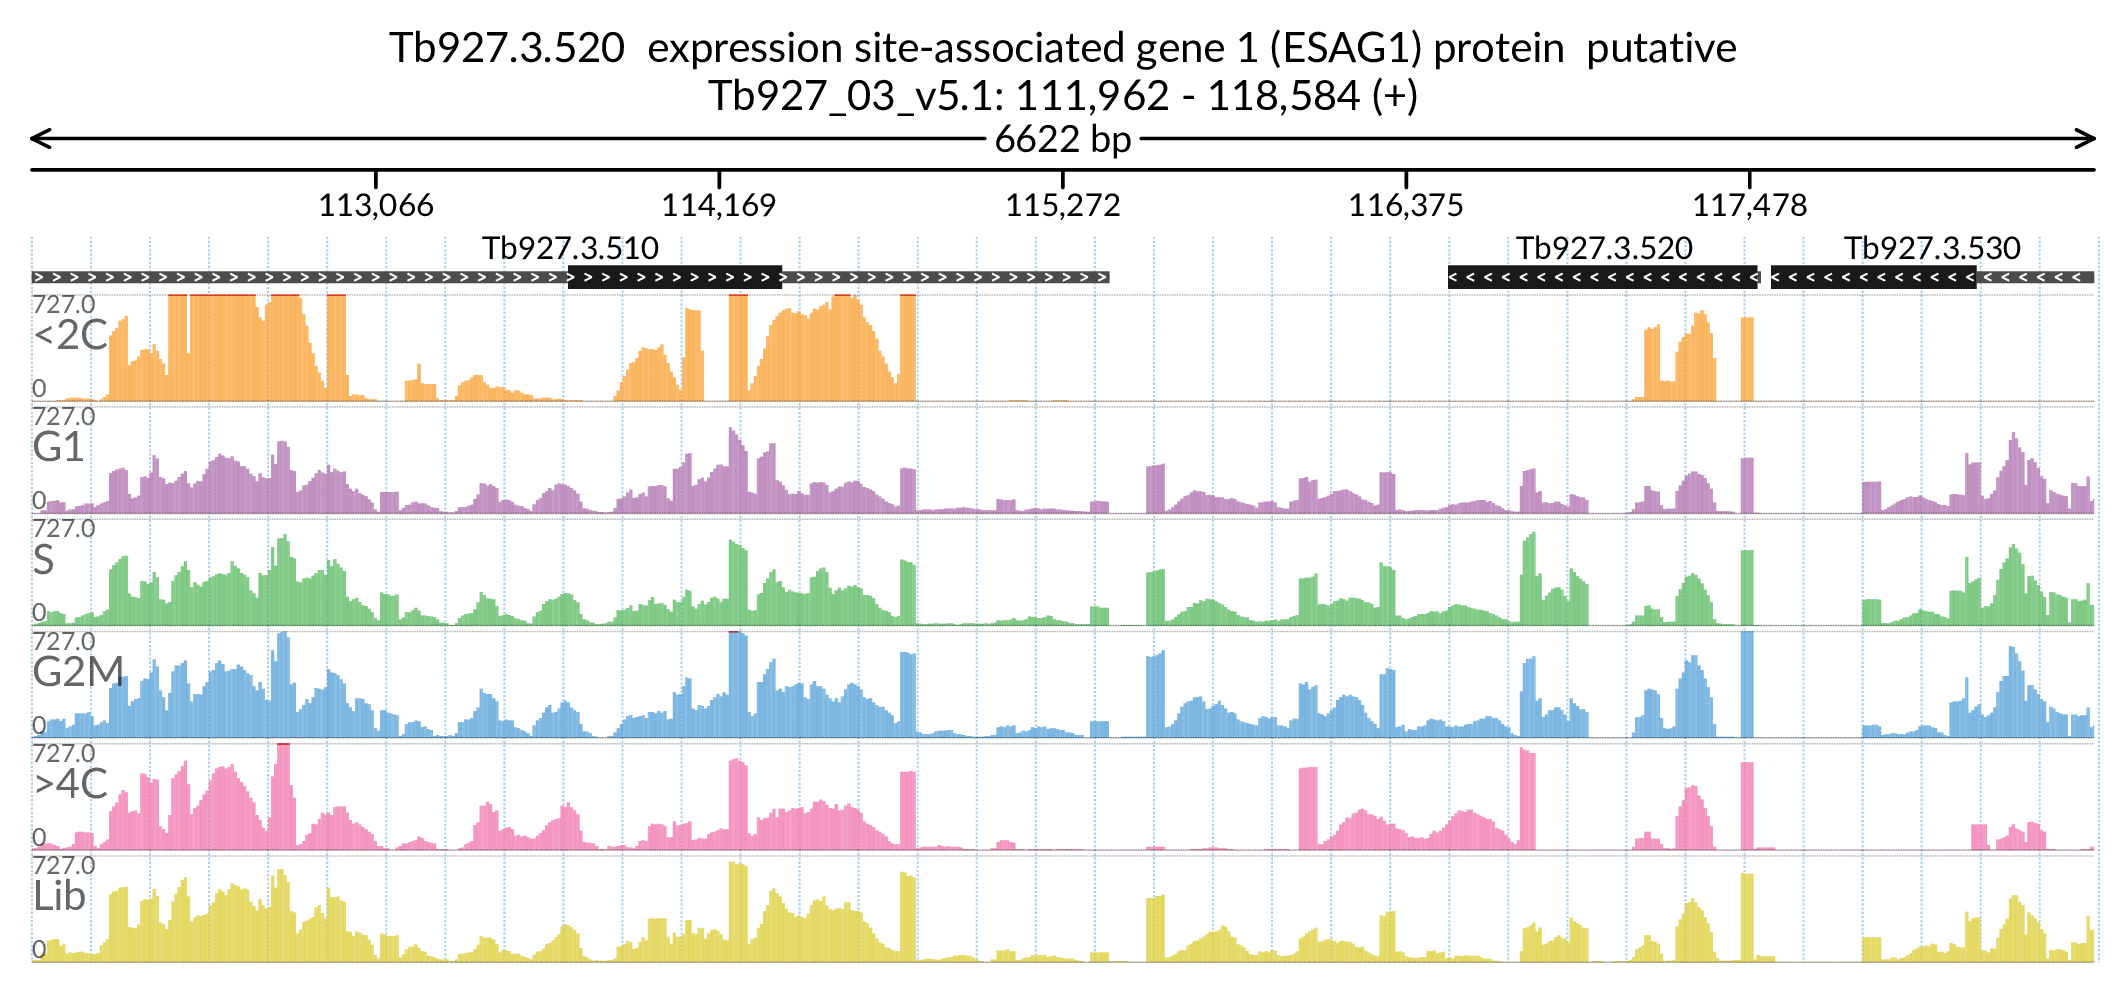 Tb927.3.520  expression site-associated gene 1 (ESAG1) protein  putative
Tb927_03_v5.1: 111,962 - 118,584 (+)
6622 bp
113,066 114,169 115,272 116,375 117,478
Tb927.3.510 Tb927.3.520 Tb927.3.530
727.0
<2C
0
727.0
G1
0
727.0
S
0
727.0
G2M
0
727.0
>4C
0
727.0
Lib
0